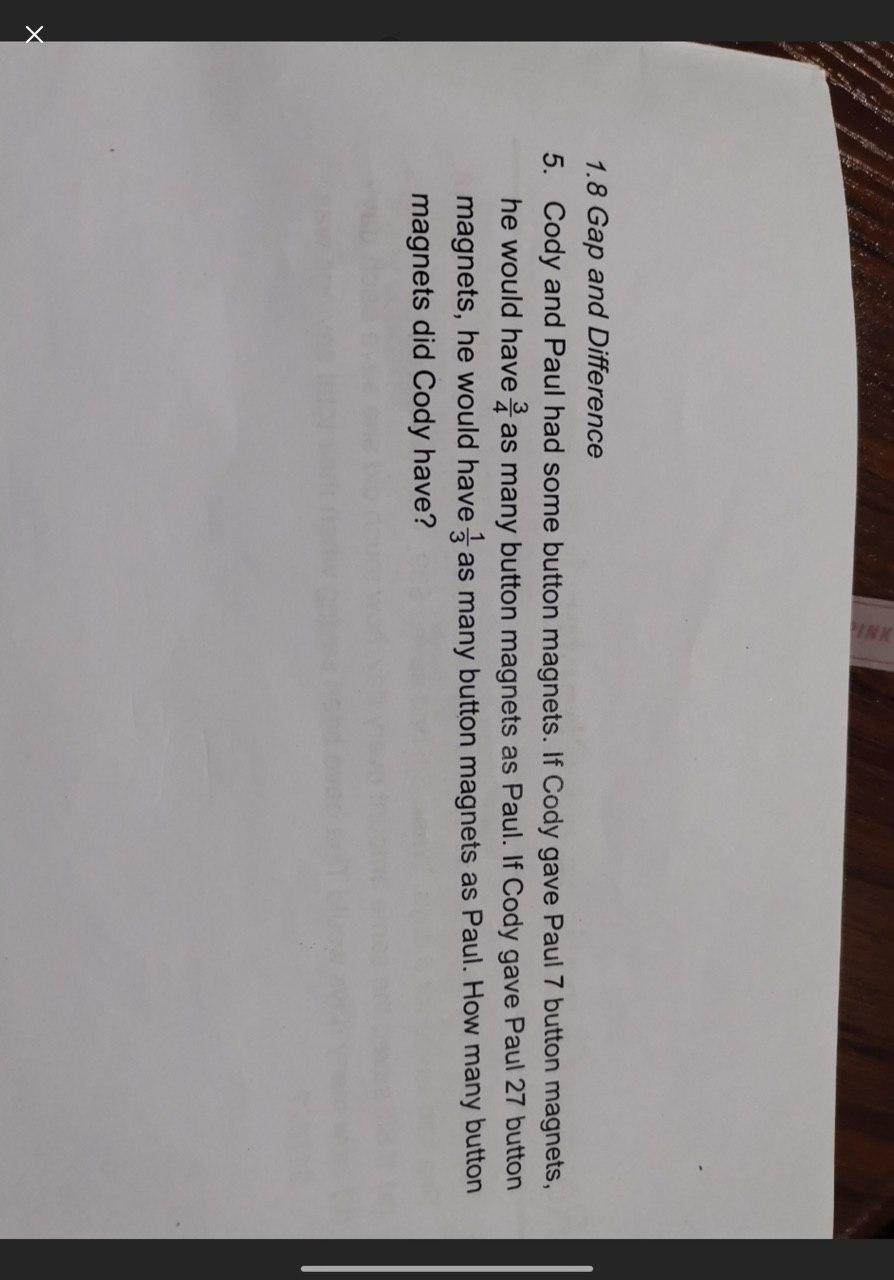 1.8 Gap and Difference
5. Cody and Paul had some button magnets. If Cody gave Paul 7 button magnets,
he would have 3/4 as many button magnets as Paul. If Cody gave Paul 27 button
magnets, he would have 1/3 as many button magnets as Paul. How many button
magnets did Cody have?
PINK